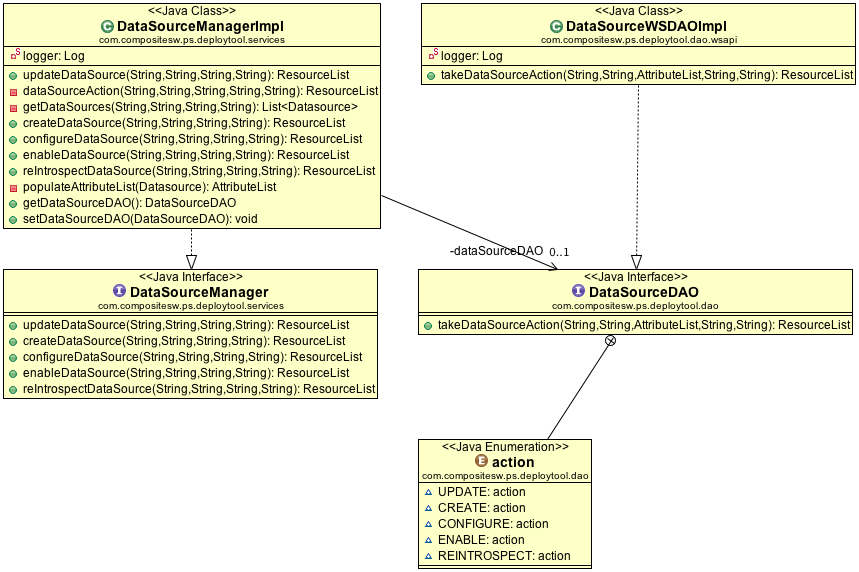 <<Java Class>>
DataSourceManagerImpl
com.compositesw.ps.deploytool.services
logger: Log
updateDataSource(String,String,String,String): ResourceList
dataSourceAction(String,String,String,String,String): ResourceList
getDataSources(String,String,String,String): List<Datasource>
createDataSource(String,String,String,String): ResourceList
configureDataSource(String,String,String,String): ResourceList
enableDataSource(String,String,String,String): ResourceList
reIntrospectDataSource(String,String,String,String): ResourceList
populateAttributeList(Datasource): AttributeList
getDataSourceDAO(): DataSourceDAO
setDataSourceDAO(DataSourceDAO): void
<<Java Class>>
DataSourceWSDAOImpl
com.compositesw.ps.deploytool.dao.wsapi
logger: Log
takeDataSourceAction(String,String,AttributeList,String,String): ResourceList
-dataSourceDAO 0..1
<<Java Interface>>
DataSourceManager
com.compositesw.ps.deploytool.services
updateDataSource(String,String,String,String): ResourceList
createDataSource(String,String,String,String): ResourceList
configureDataSource(String,String,String,String): ResourceList
enableDataSource(String,String,String,String): ResourceList
reIntrospectDataSource(String,String,String,String): ResourceList
<<Java Interface>>
DataSourceDAO
com.compositesw.ps.deploytool.dao
takeDataSourceAction(String,String,AttributeList,String,String): ResourceList
<<Java Enumeration>>
action
com.compositesw.ps.deploytool.dao
UPDATE: action
CREATE: action
CONFIGURE: action
ENABLE: action
REINTROSPECT: action